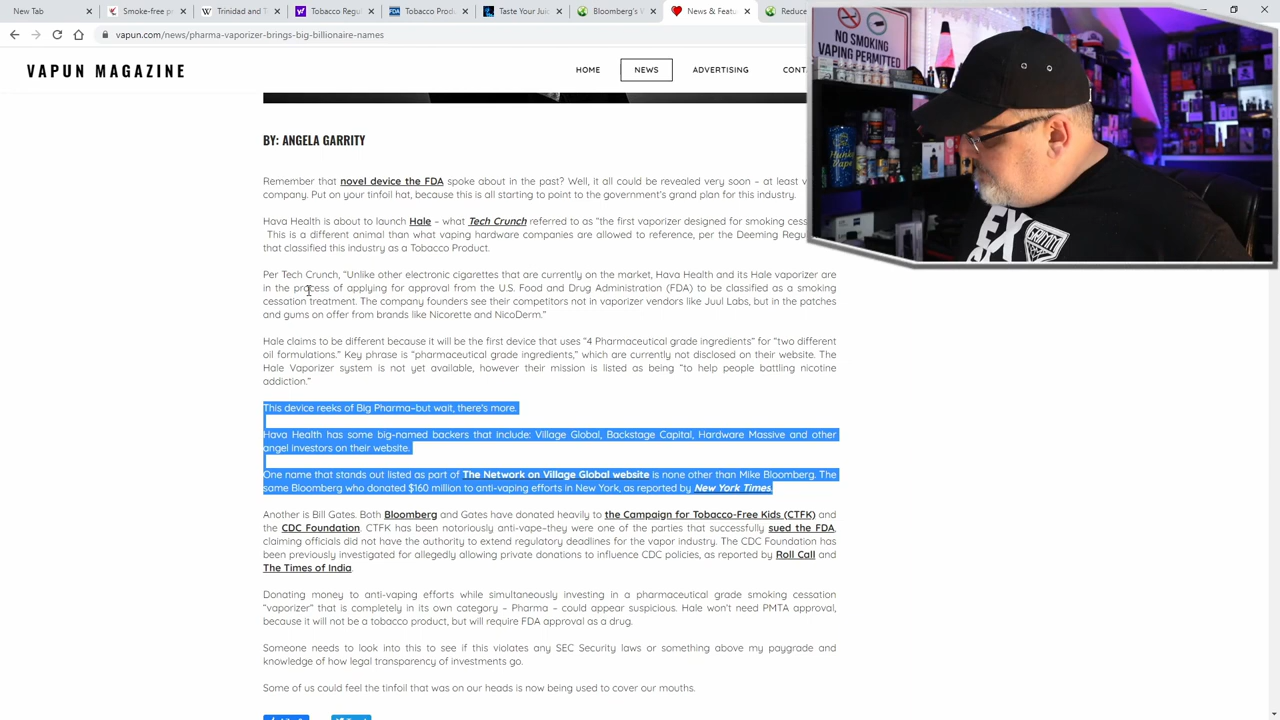 New Tab
Smoke-free p
Trinidad and T
Tobacco Regu
FDA
Tobacco Produ
Taste Your Juic
Bloomberg's W
News & Featu
Reduce
vapun.com/news/pharma-vaporizer-brings-big-billionaire-names
VAPUN MAGAZINE
HOME
NEWS
ADVERTISING
CONT
BY: ANGELA GARRITY
Remember that novel device the FDA spoke about in the past? Well, it all could be revealed very soon – at least
company. Put on your tinfoil hat, because this is all starting to point to the government's grand plan for this industry.
Hava Health is about to launch Hale – what Tech Crunch referred to as "the first vaporizer designed for smoking cess
This is a different animal than what vaping hardware companies are allowed to reference, per the Deeming Regu
that classified this industry as a Tobacco Product.
Per Tech Crunch, "Unlike other electronic cigarettes that are currently on the market, Hava Health and its Hale vaporizer are
in the process of applying for approval from the U.S. Food and Drug Administration (FDA) to be classified as a smoking
cessation treatment. The company founders see their competitors not in vaporizer vendors like Juul Labs, but in the patches
and gums on offer from brands like Nicorette and NicoDerm."
Hale claims to be different because it will be the first device that uses "4 Pharmaceutical grade ingredients" for "two different
oil formulations." Key phrase is "pharmaceutical grade ingredients," which are currently not disclosed on their website. The
Hale Vaporizer system is not yet available, however their mission is listed as being "to help people battling nicotine
addiction."
This device reeks of Big Pharma–but wait, there's more.
Hava Health has some big-named backers that include: Village Global, Backstage Capital, Hardware Massive and other
angel investors on their website.
One name that stands out listed as part of The Network on Village Global website is none other than Mike Bloomberg. The
same Bloomberg who donated $160 million to anti-vaping efforts in New York, as reported by New York Times.
Another is Bill Gates. Both Bloomberg and Gates have donated heavily to the Campaign for Tobacco-Free Kids (CTFK) and
the CDC Foundation. CTFK has been notoriously anti-vape–they were one of the parties that successfully sued the FDA,
claiming officials did not have the authority to extend regulatory deadlines for the vapor industry. The CDC Foundation has
been previously investigated for allegedly allowing private donations to influence CDC policies, as reported by Roll Call and
The Times of India.
Donating money to anti-vaping efforts while simultaneously investing in a pharmaceutical grade smoking cessation
"vaporizer" that is completely in its own category – Pharma – could appear suspicious. Hale won't need PMTA approval,
because it will not be a tobacco product, but will require FDA approval as a drug.
Someone needs to look into this to see if this violates any SEC Security laws or something above my paygrade and
knowledge of how legal transparency of investments go.
Some of us could feel the tinfoil that was on our heads is now being used to cover our mouths.
NO SMOKING
VAPING PERMITTED
EX
GRIMM